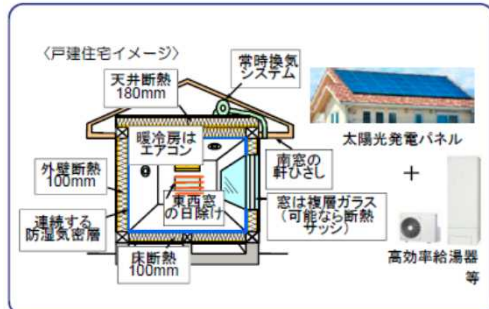 〈戸建住宅イメージ〉
常時換気
システム
天井断熱
180mm
暖冷房は
エアコン
太陽光発電パネル
外壁断熱
100mm
南窓の
軒ひさし
+
東西窓
の日除け
窓は複層ガラス
(可能なら断熱
サッシ)
連続する
防湿気密層
床断熱
100mm
高効率給湯器
等